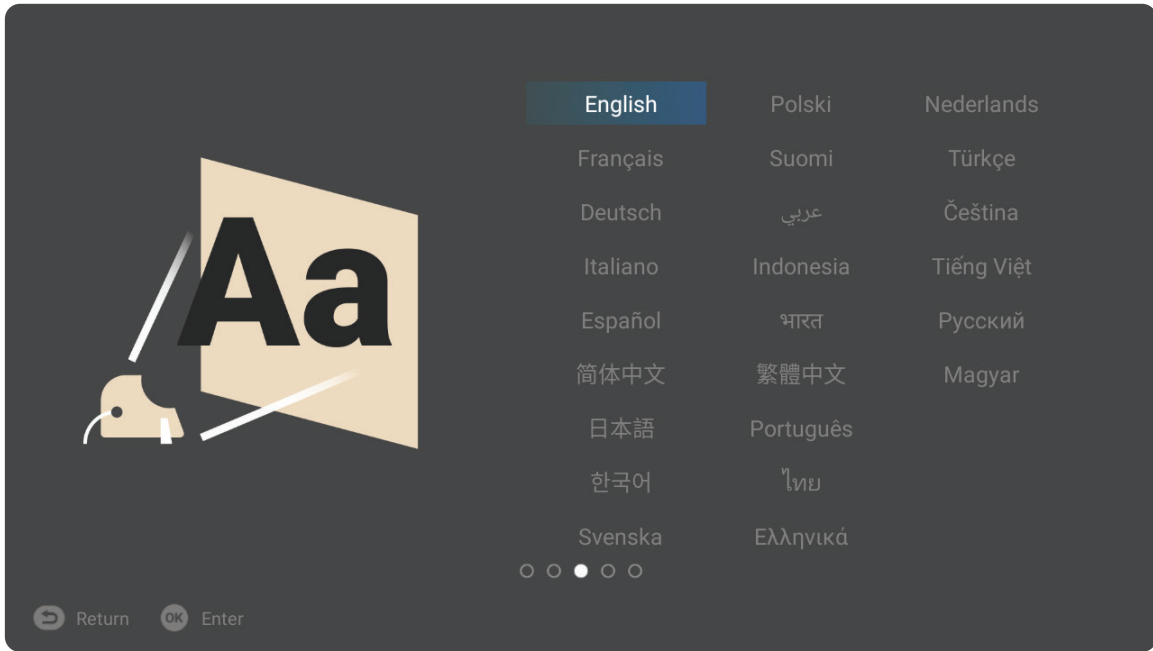 Aa
English
Polski
Nederlands
Français
Suomi
Türkçe
Deutsch
عربي
Čeština
Italiano
Indonesia
Tiếng Việt
Español
भारत
Русский
简体中文
繁體中文
Magyar
日本語
Português
한국어
ไทย
Svenska
Ελληνικά
Return
OK Enter